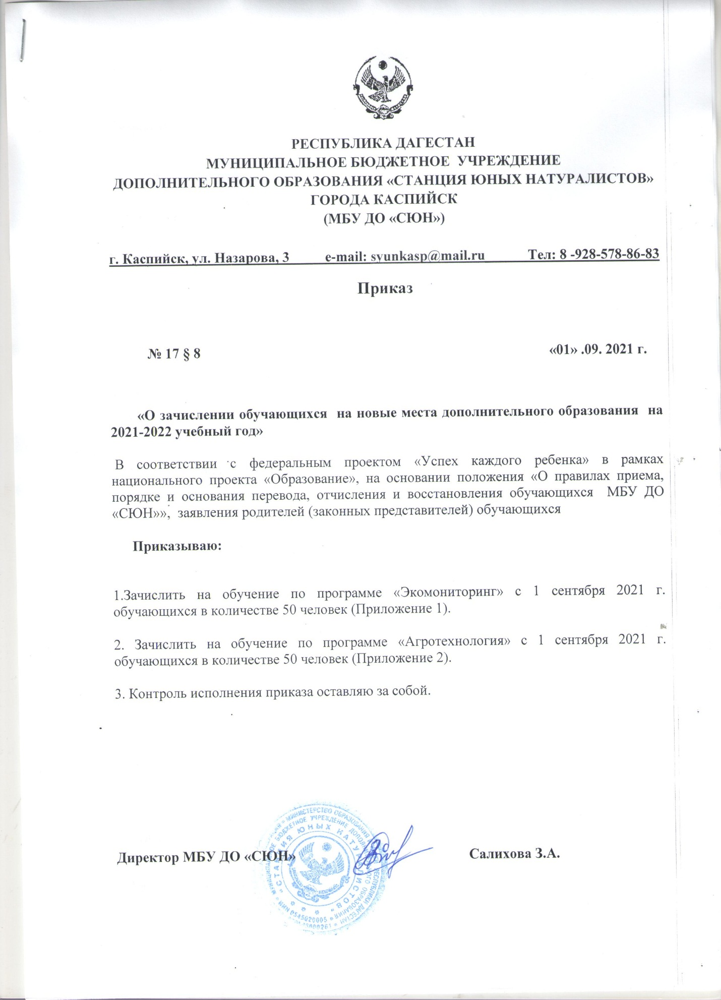 РЕСПУБЛИКА ДАГЕСТАН
МУНИЦИПАЛЬНОЕ БЮДЖЕТНОЕ УЧРЕЖДЕНИЕ
ДОПОЛНИТЕЛЬНОГО ОБРАЗОВАНИЯ «СТАНЦИЯ ЮНЫХ НАТУРАЛИСТОВ»
ГОРОДА КАСПИЙСК
(МБУ ДО «СЮН»)
г. Каспийск, ул. Назарова, 3 e-mail: syunkasp@mail.ru Тел: 8 -928-578-86-83
Приказ
№ 17 § 8 «01» .09. 2021 г.
«О зачислении обучающихся на новые места дополнительного образования на
2021-2022 учебный год»
В соответствии с федеральным проектом «Успех каждого ребенка» в рамках
национального проекта «Образование», на основании положения «О правилах приема,
порядке и основания перевода, отчисления и восстановления обучающихся МБУ ДО
«СЮН»», заявления родителей (законных представителей) обучающихся
Приказываю:
1.Зачислить на обучение по программе «Экомониторинг» с 1 сентября 2021 г.
обучающихся в количестве 50 человек (Приложение 1).
2. Зачислить на обучение по программе «Агротехнология» с 1 сентября 2021 г.
обучающихся в количестве 50 человек (Приложение 2).
3. Контроль исполнения приказа оставляю за собой.
Директор МБУ ДО «СЮН» Салихова З.А.
МИНИСТЕРСТВО ОБРАЗОВАНИЯ РЕСПУБЛИКИ ДАГЕСТАН
БЮДЖЕТНОЕ УЧРЕЖДЕНИЕ ДОПОЛНИТЕЛЬНОГО ОБРАЗОВАНИЯ
"СТАНЦИЯ ЮНЫХ НАТУРАЛИСТОВ"
ИНН 0545020005